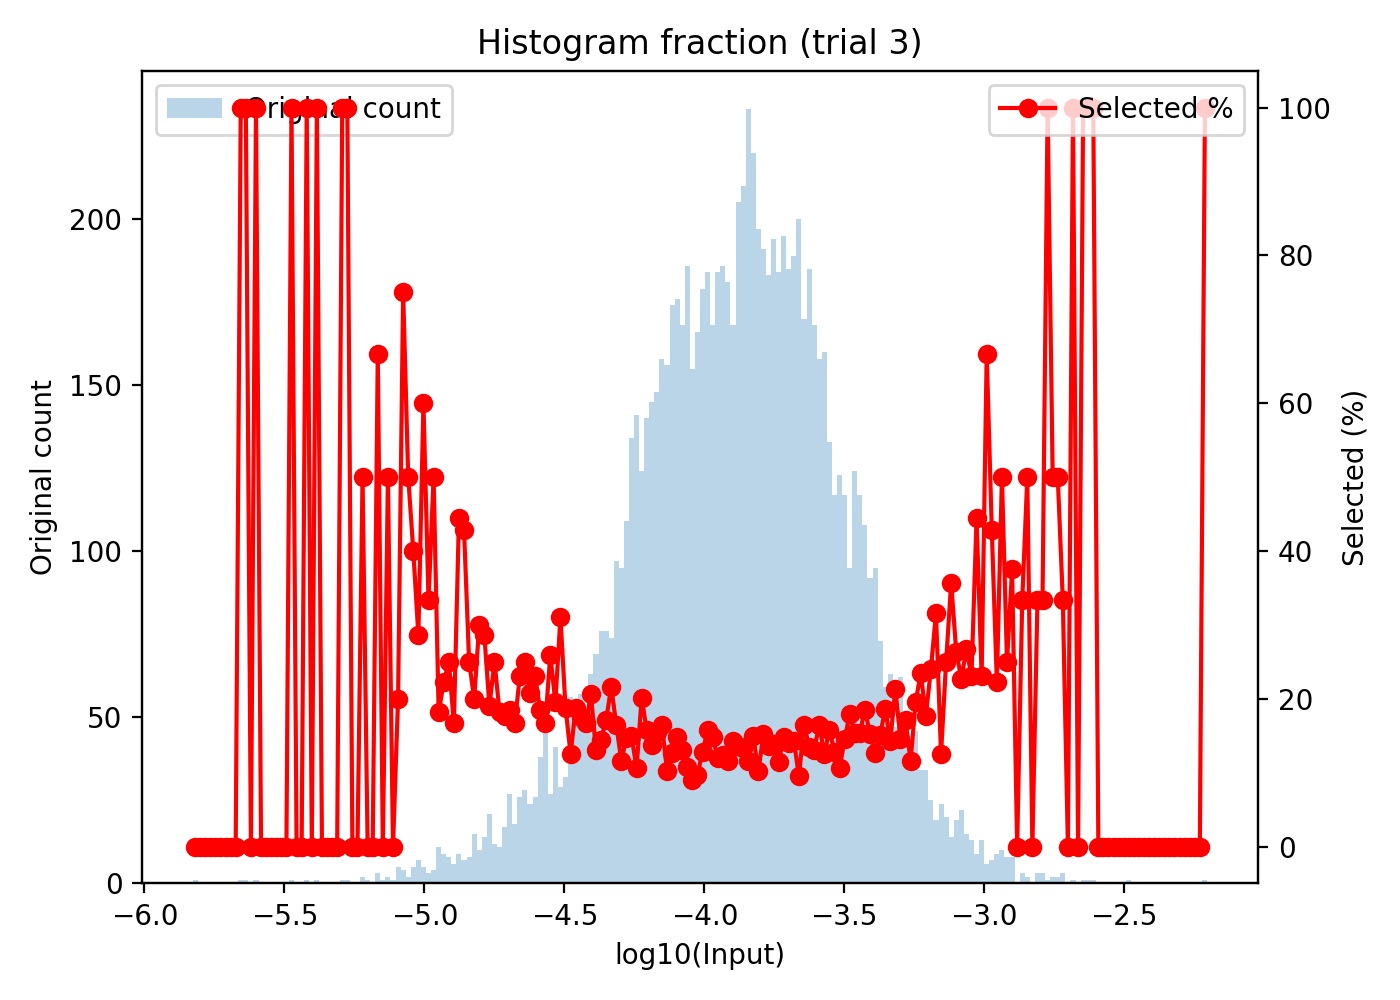 Histogram fraction (trial 3)
Original count
Selected %
200
150
100
50
0
Original count
100
80
60
40
20
0
Selected (%)
−6.0 −5.5 −5.0 −4.5 −4.0 −3.5 −3.0 −2.5
log10(Input)